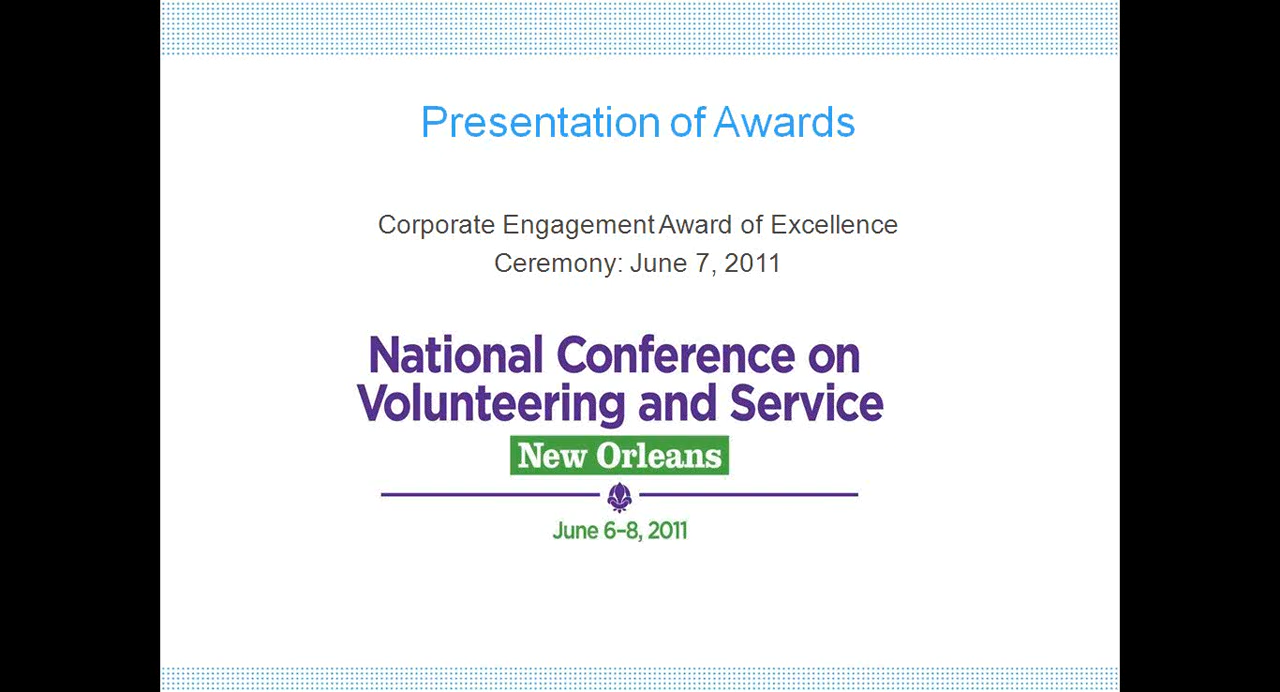 Presentation of Awards
Corporate Engagement Award of Excellence
Ceremony: June 7, 2011
National Conference on
Volunteering and Service
New Orleans
June 6–8, 2011